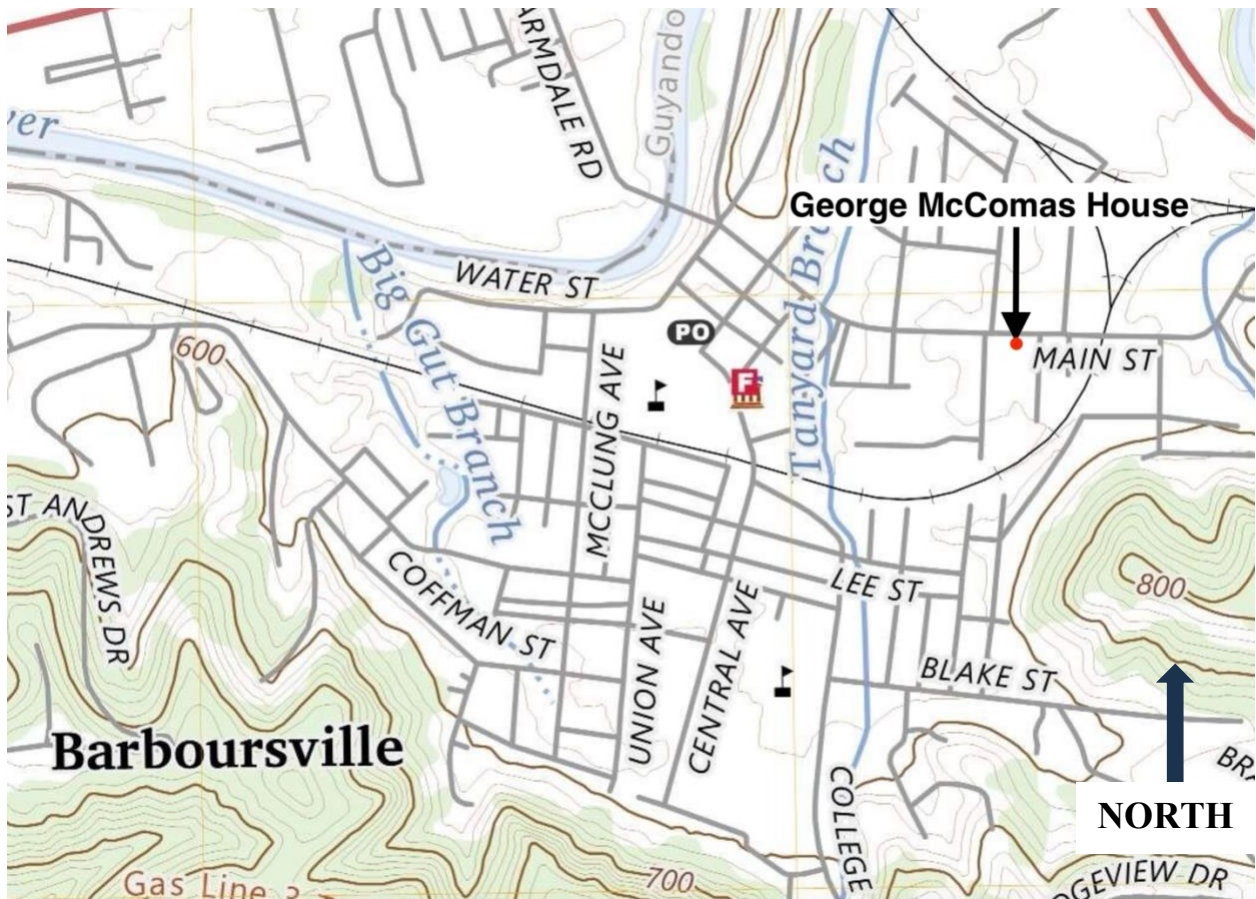 ARMDALE RD
Guyando
ver
Big Gut Branch
WATER ST
Tanyard Branch
George McComas House
PO
F
MAIN ST
600
MCCLUNG AVE
ST ANDREWS DR
COFFMAN ST
LEE ST
800
UNION AVE
CENTRAL AVE
BLAKE ST
Barboursville
BRA
NORTH
COLLEGE
Gas Line
700
OGEVIEW DR